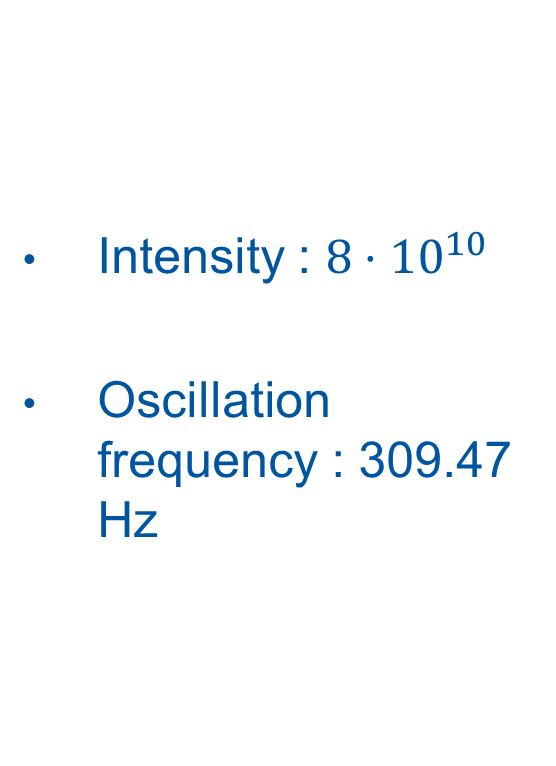 • Intensity : 8 · 10¹⁰
• Oscillation
frequency : 309.47
Hz